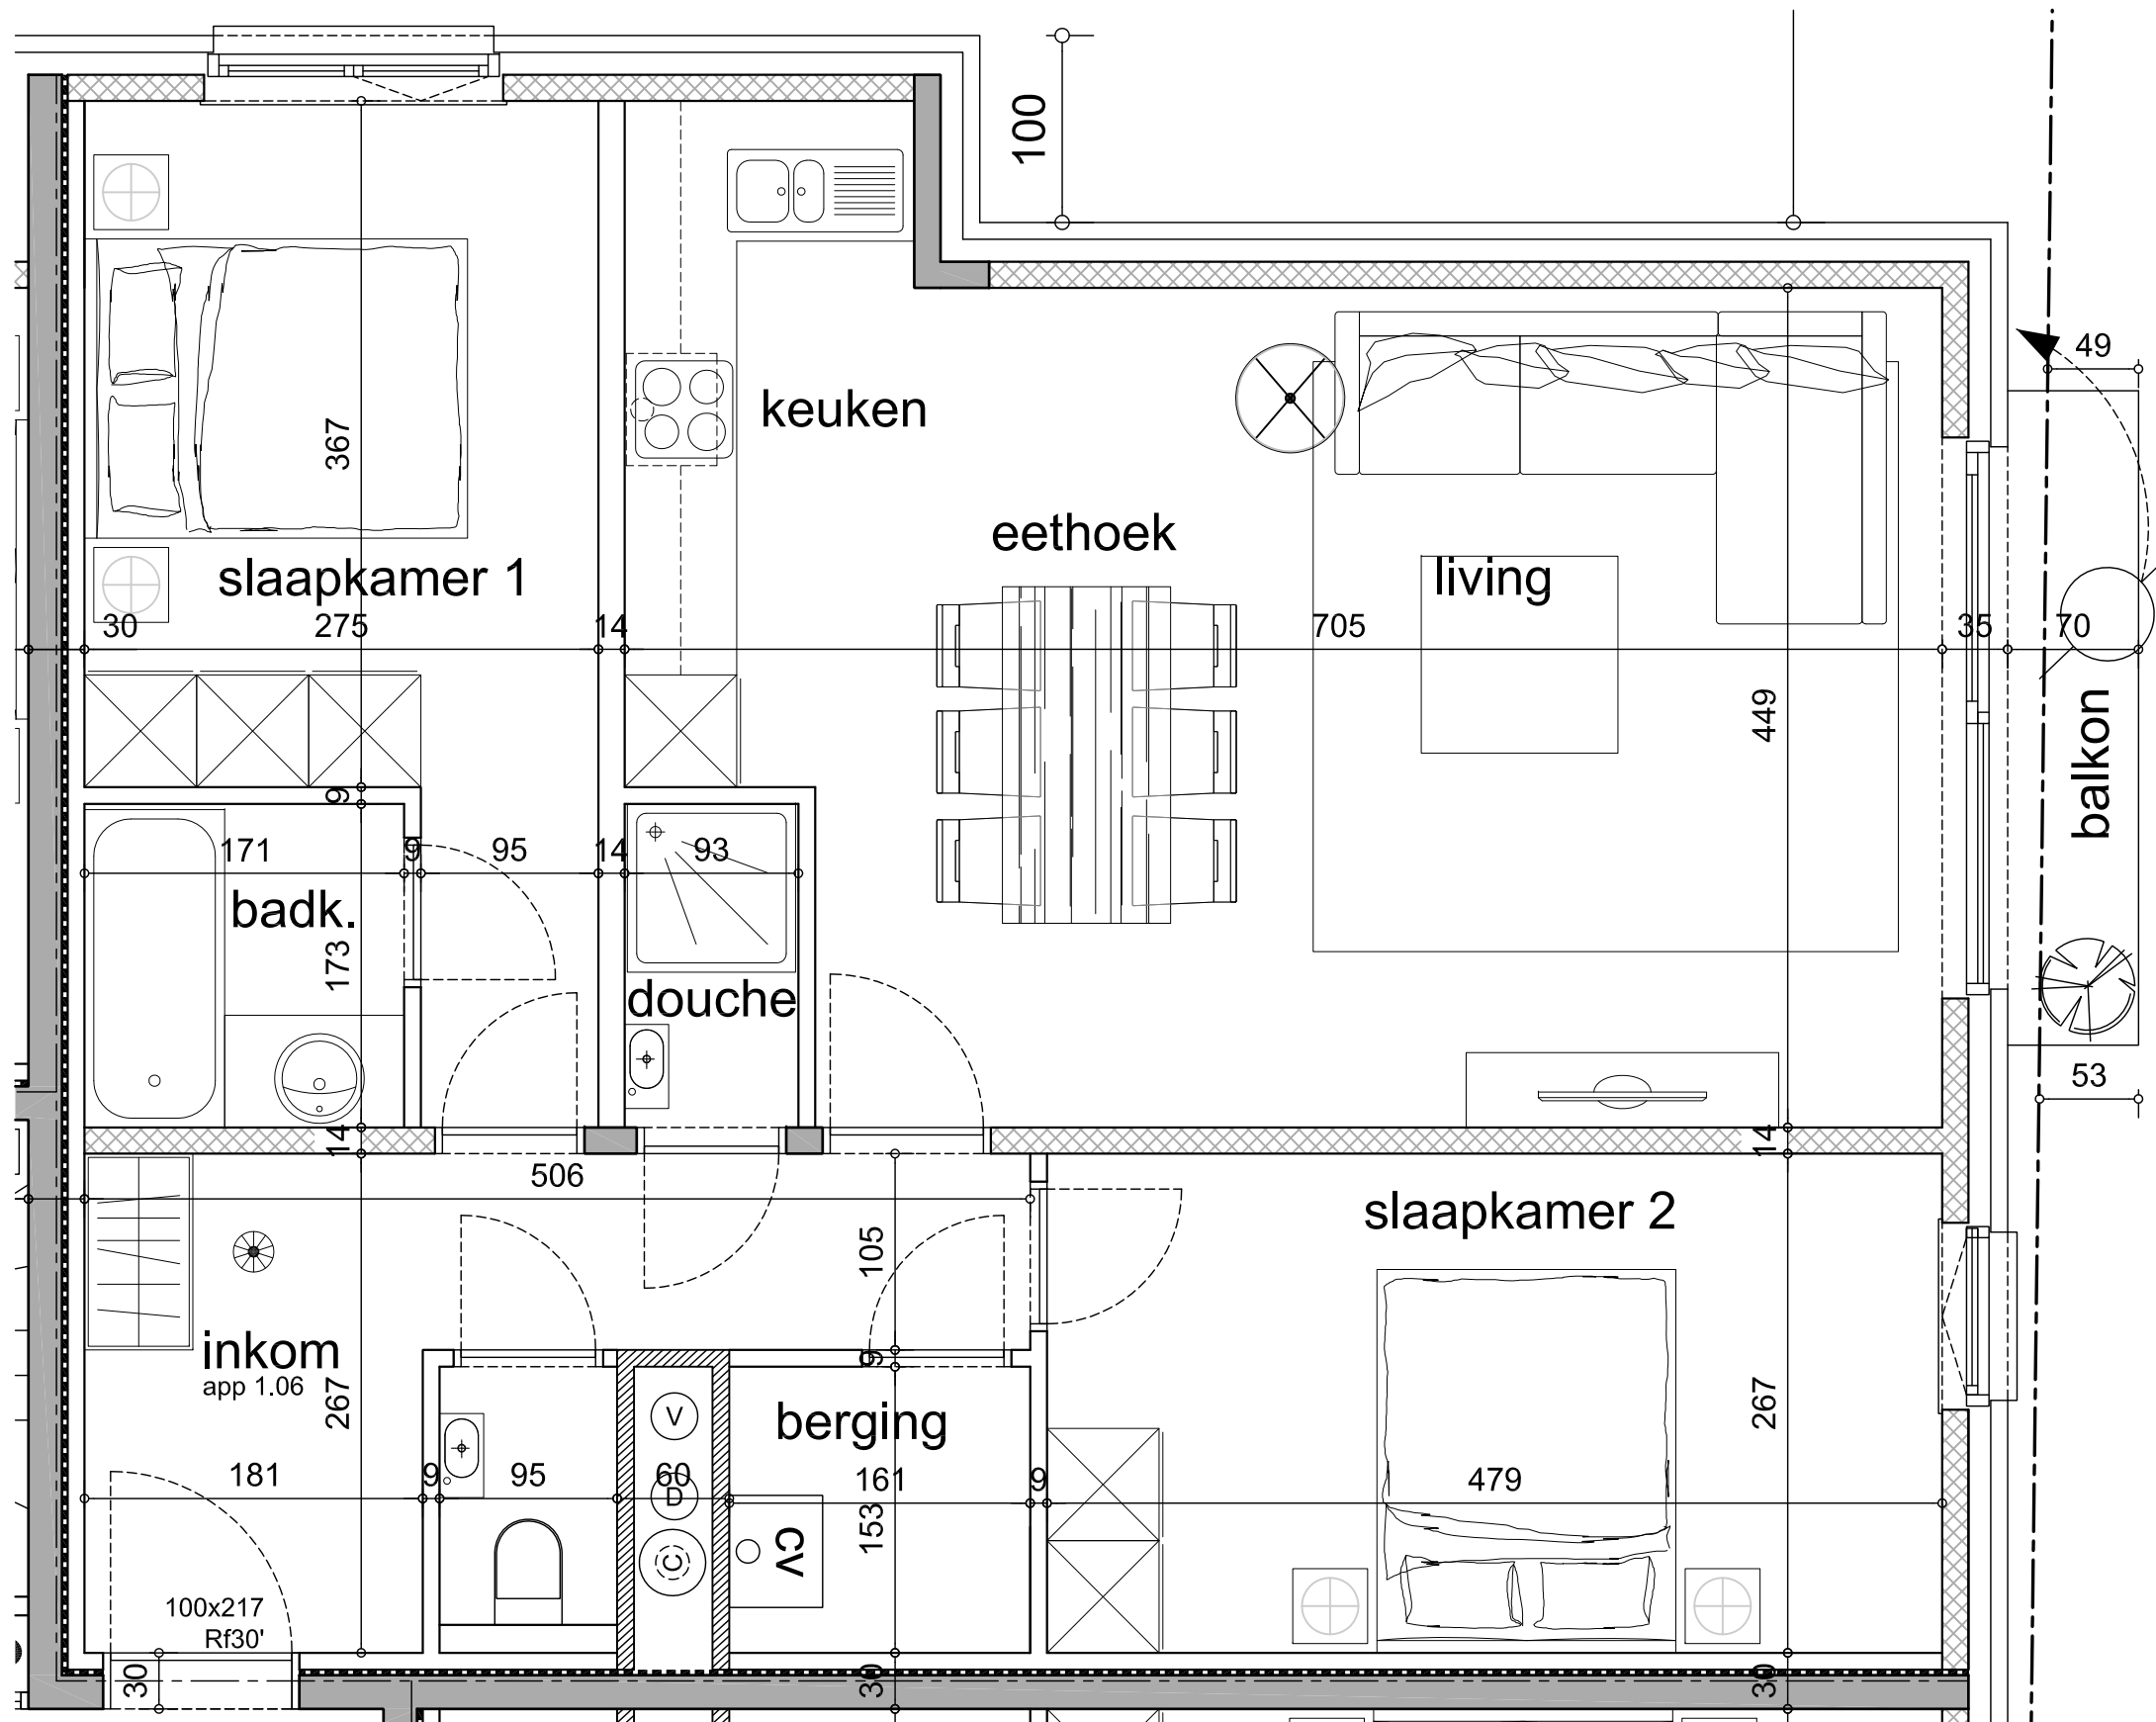 100
49
367
keuken
eethoek
slaapkamer 1
living
30
275
14
705
35
70
449
balkon
9
171
9
95
14
93
badk.
173
douche
53
14
14
506
slaapkamer 2
105
inkom
app 1.06
267
9
V
berging
267
181
9
95
60
D
161
9
479
153
C
cv
100x217
Rf30'
30
30
30